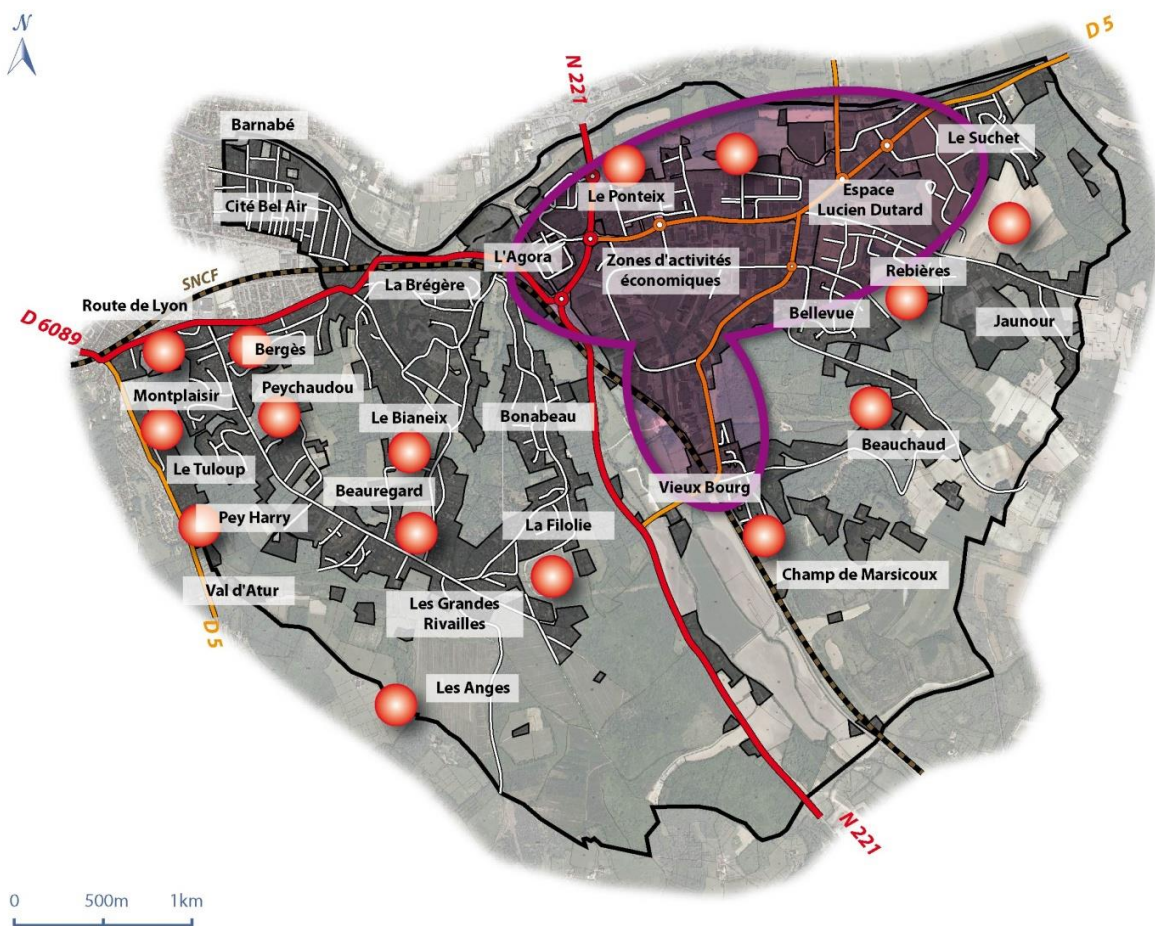 N
N 221
D 5
Barnabé
Le Suchet
Cité Bel Air
Le Ponteix
Espace
Lucien Dutard
L'Agora
Zones d'activités
économiques
SNCF
La Brégère
Rebières
Route de Lyon
Bellevue
Jaunour
D 6089
Bergès
Montplaisir
Peychaudou
Le Bianeix
Bonabeau
Beauchaud
Le Tuloup
Beauregard
Vieux Bourg
Pey Harry
La Filolie
Champ de Marsicoux
Val d'Atur
D 5
Les Grandes
Rivailles
Les Anges
N 221
0 500m 1km